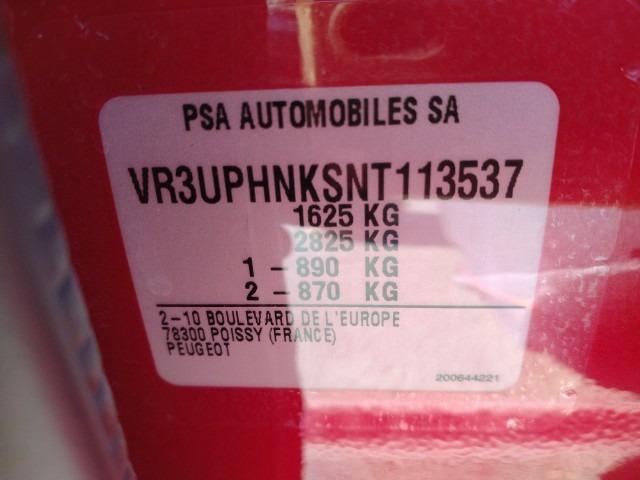 PSA AUTOMOBILES SA
VR3UPHNKSNT113537
1625 KG
2825 KG
1 - 890 KG
2 - 870 KG
2-10 BOULEVARD DE L'EUROPE
78300 POISSY (FRANCE)
PEUGEOT
200644221